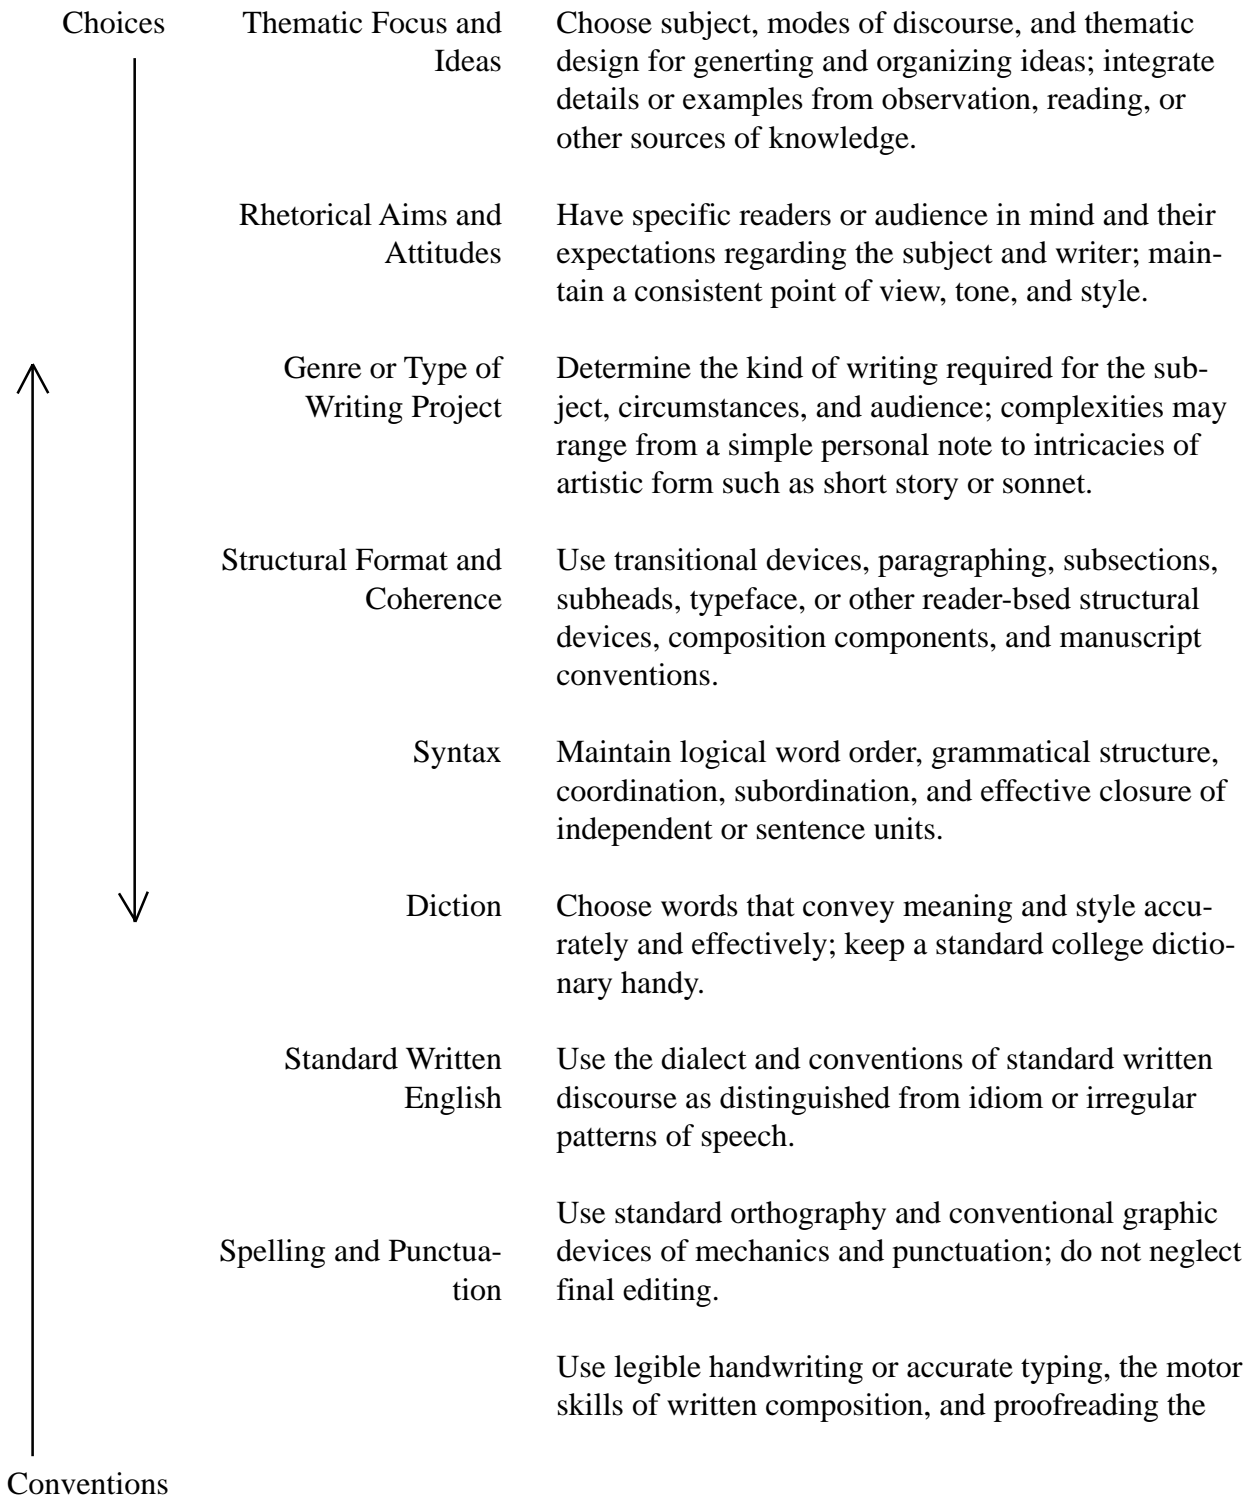 Choices
Thematic Focus and
Ideas
Choose subject, modes of discourse, and thematic
design for generting and organizing ideas; integrate
details or examples from observation, reading, or
other sources of knowledge.
Rhetorical Aims and
Attitudes
Have specific readers or audience in mind and their
expectations regarding the subject and writer; main-
tain a consistent point of view, tone, and style.
Genre or Type of
Writing Project
Determine the kind of writing required for the sub-
ject, circumstances, and audience; complexities may
range from a simple personal note to intricacies of
artistic form such as short story or sonnet.
Structural Format and
Coherence
Use transitional devices, paragraphing, subsections,
subheads, typeface, or other reader-bsed structural
devices, composition components, and manuscript
conventions.
Syntax
Maintain logical word order, grammatical structure,
coordination, subordination, and effective closure of
independent or sentence units.
Diction
Choose words that convey meaning and style accu-
rately and effectively; keep a standard college dictio-
nary handy.
Standard Written
English
Use the dialect and conventions of standard written
discourse as distinguished from idiom or irregular
patterns of speech.
Spelling and Punctua-
tion
Use standard orthography and conventional graphic
devices of mechanics and punctuation; do not neglect
final editing.
Use legible handwriting or accurate typing, the motor
skills of written composition, and proofreading the
Conventions